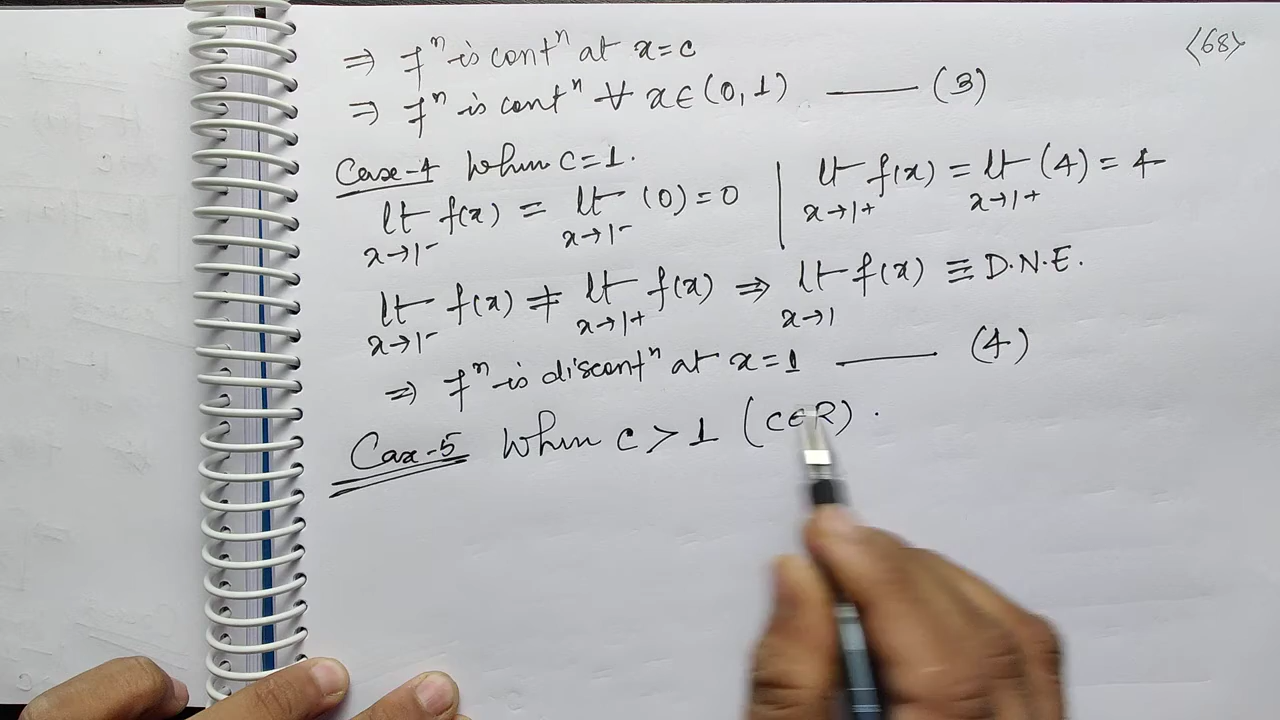 ⟨68⟩
⇒ fⁿ is contⁿ at x=c
⇒ fⁿ is contⁿ ∀ x∈(0,1) —— (3)
Case-4 When c=1.
lt f(x) = lt (0)=0 | lt f(x) = lt (4) = 4
x→1⁻ x→1⁻ x→1+ x→1+
lt f(x) ≠ lt f(x) ⇒ lt f(x) ≡ D.N.E.
x→1⁻ x→1+ x→1
⇒ fⁿ is discontⁿ at x=1 —— (4)
Case-5 When c>1 (c∈R).